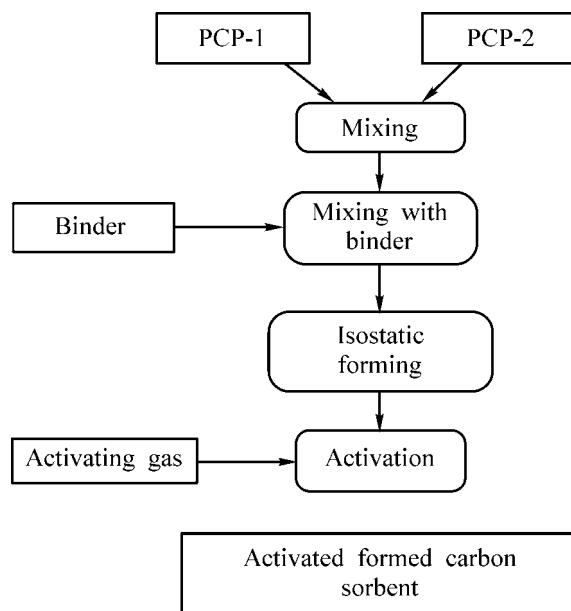 PCP-1
PCP-2
Mixing
Mixing with
binder
Binder
Isostatic
forming
Activating gas
Activation
Activated formed carbon
sorbent